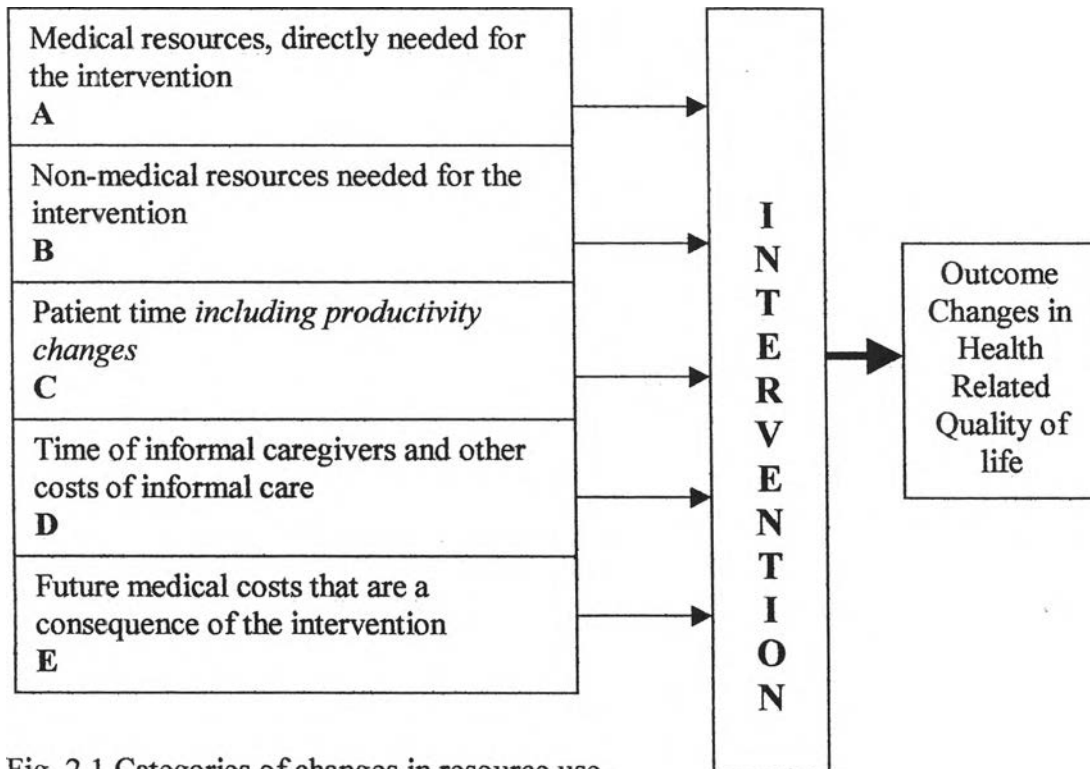 Medical resources, directly needed for
the intervention
A
Non-medical resources needed for the
intervention
B
Patient time including productivity
changes
C
Time of informal caregivers and other
costs of informal care
D
Future medical costs that are a
consequence of the intervention
E
INTERVENTION
Outcome
Changes in
Health
Related
Quality of
life
Fig. 2.1 Categories of changes in resource use